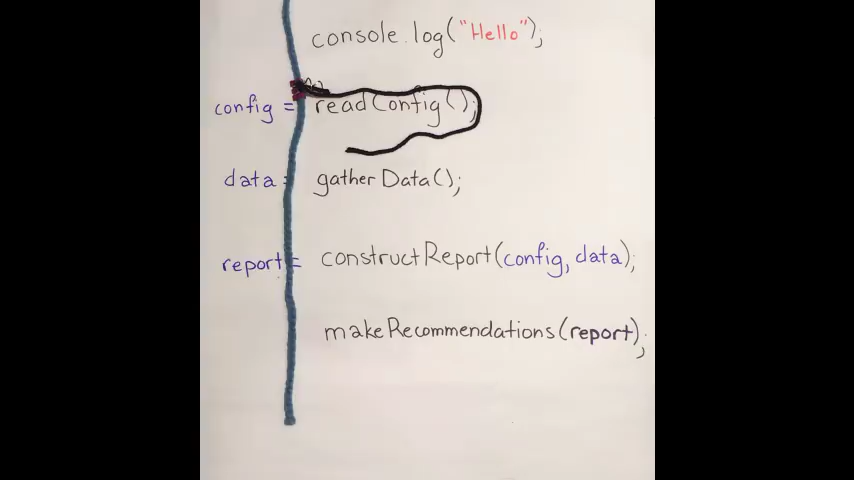 console.log("Hello");
config = readConfig();
data = gatherData();
report = constructReport(config, data);
makeRecommendations(report);